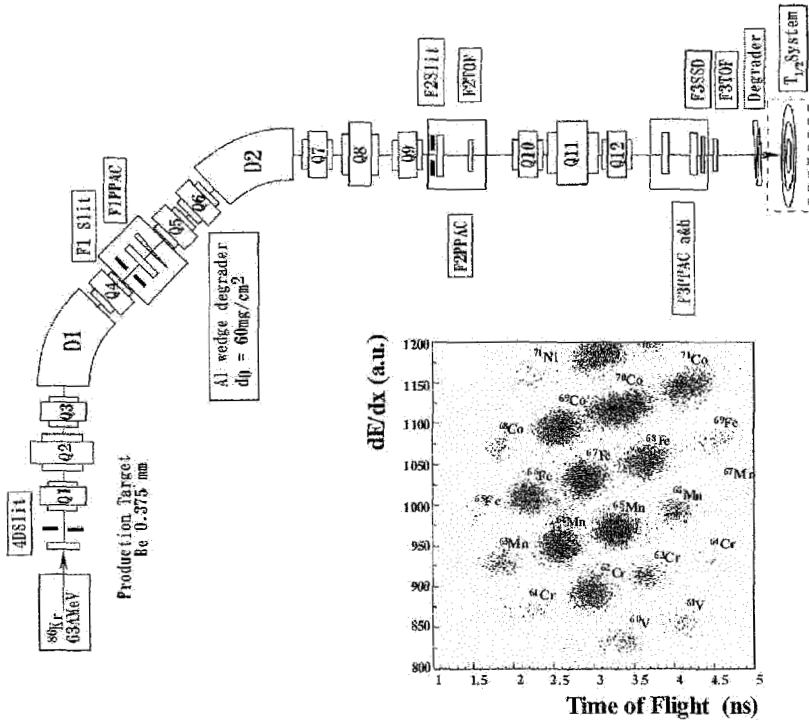 86Kr
63AMeV
4DSlit
Production Target
Be 0.375 mm
Q1
Q2
Q3
D1
Q4
F1 Slit
F1PPAC
Q5
Q6
Al wedge degrader
d0 = 60mg/cm2
D2
Q7
Q8
Q9
F2Slit
F2TOF
F2PPAC
Q10
Q11
Q12
F3PPAC a&b
F3SSD
F3TOF
Degrader
T1/2System
dE/dx (a.u.)
1200
1150
1100
1050
1000
950
900
850
800
71Ni
71Co
70Co
69Co
68Co
69Fe
68Fe
67Fe
66Fe
65Fe
67Mn
66Mn
65Mn
64Mn
63Mn
64Cr
63Cr
62Cr
61Cr
61V
60V
1 1.5 2 2.5 3 3.5 4 4.5 5
Time of Flight (ns)